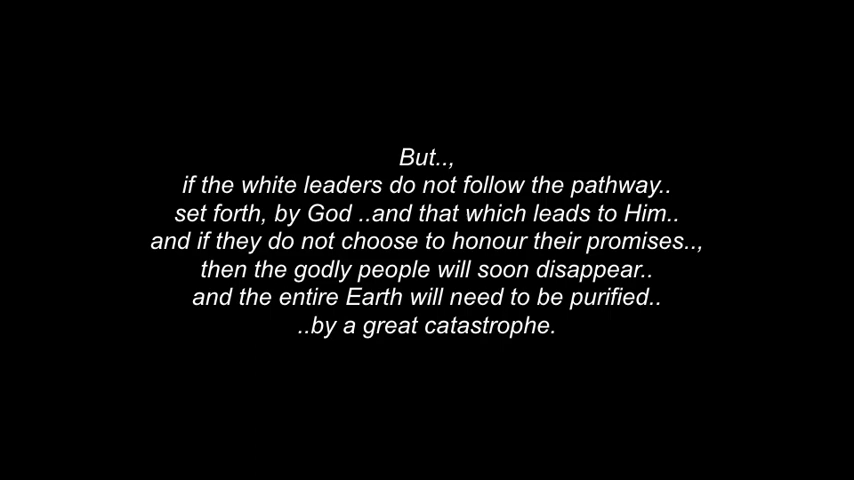 But..,
if the white leaders do not follow the pathway..
set forth, by God ..and that which leads to Him..
and if they do not choose to honour their promises..,
then the godly people will soon disappear..
and the entire Earth will need to be purified..
..by a great catastrophe.